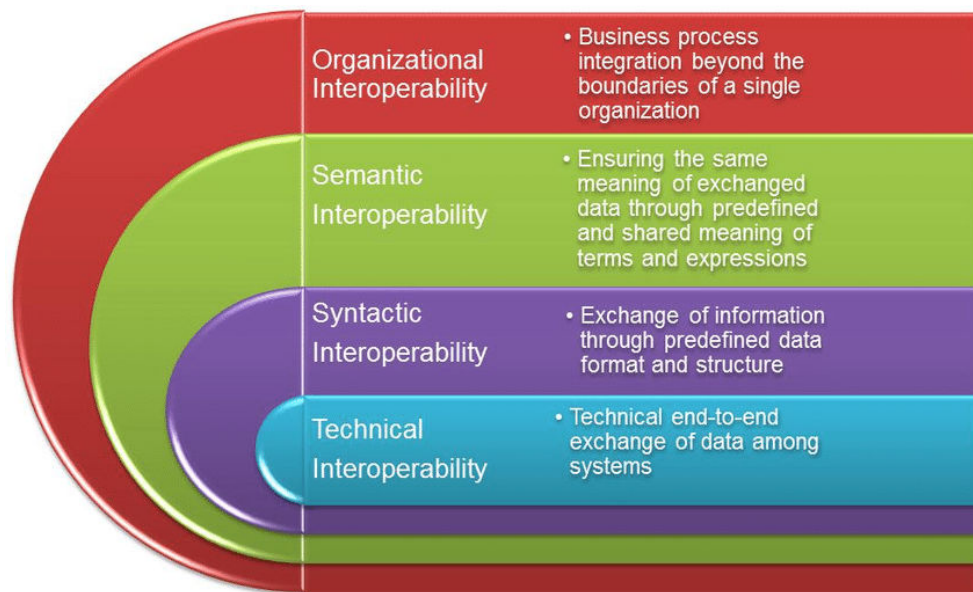 Organizational
Interoperability
• Business process
integration beyond the
boundaries of a single
organization
Semantic
Interoperability
• Ensuring the same
meaning of exchanged
data through predefined
and shared meaning of
terms and expressions
Syntactic
Interoperability
• Exchange of information
through predefined data
format and structure
Technical
Interoperability
• Technical end-to-end
exchange of data among
systems